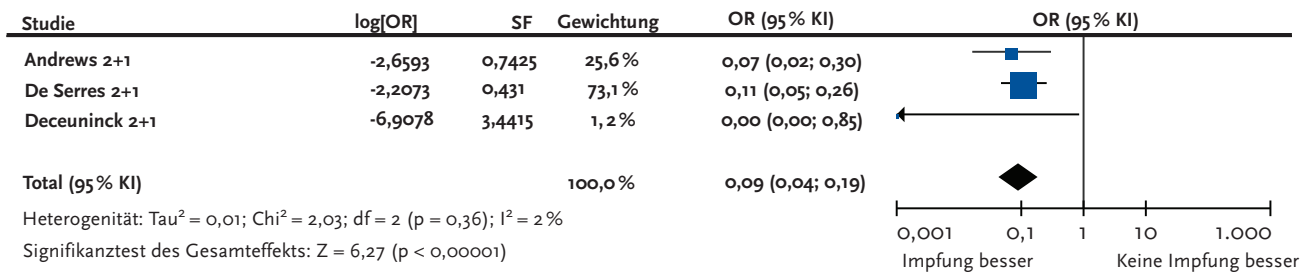 Studie log[OR] SF Gewichtung OR (95 % KI) OR (95 % KI)
Andrews 2+1 -2,6593 0,7425 25,6 % 0,07 (0,02; 0,30)
De Serres 2+1 -2,2073 0,431 73,1 % 0,11 (0,05; 0,26)
Deceuninck 2+1 -6,9078 3,4415 1,2 % 0,00 (0,00; 0,85)
Total (95 % KI) 100,0 % 0,09 (0,04; 0,19)
Heterogenität: Tau² = 0,01; Chi² = 2,03; df = 2 (p = 0,36); I² = 2 %
Signifikanztest des Gesamteffekts: Z = 6,27 (p < 0,00001)
0,001 0,1 1 10 1.000
Impfung besser Keine Impfung besser